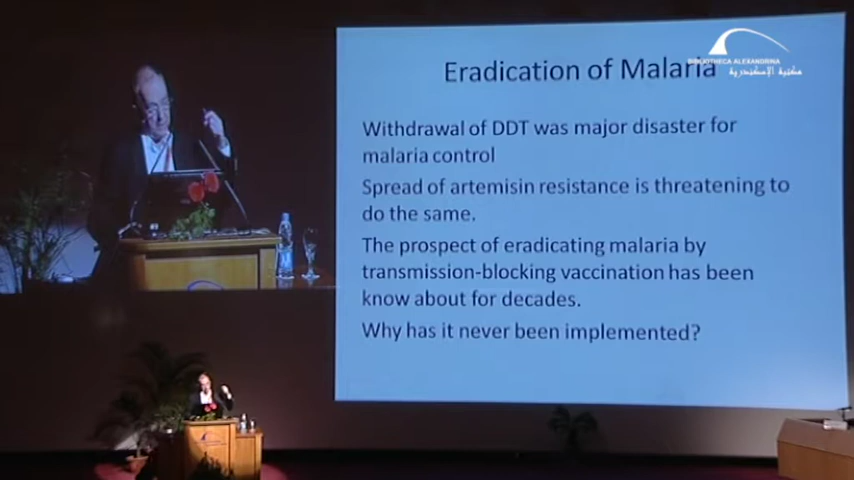 BIBLIOTHECA ALEXANDRINA
مكتبة الإسكندرية
Eradication of Malaria
Withdrawal of DDT was major disaster for
malaria control
Spread of artemisin resistance is threatening to
do the same.
The prospect of eradicating malaria by
transmission-blocking vaccination has been
know about for decades.
Why has it never been implemented?